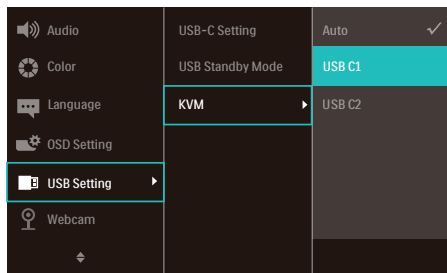 Audio
Color
Language
OSD Setting
USB Setting
Webcam
USB-C Setting
USB Standby Mode
KVM
Auto
USB C1
USB C2